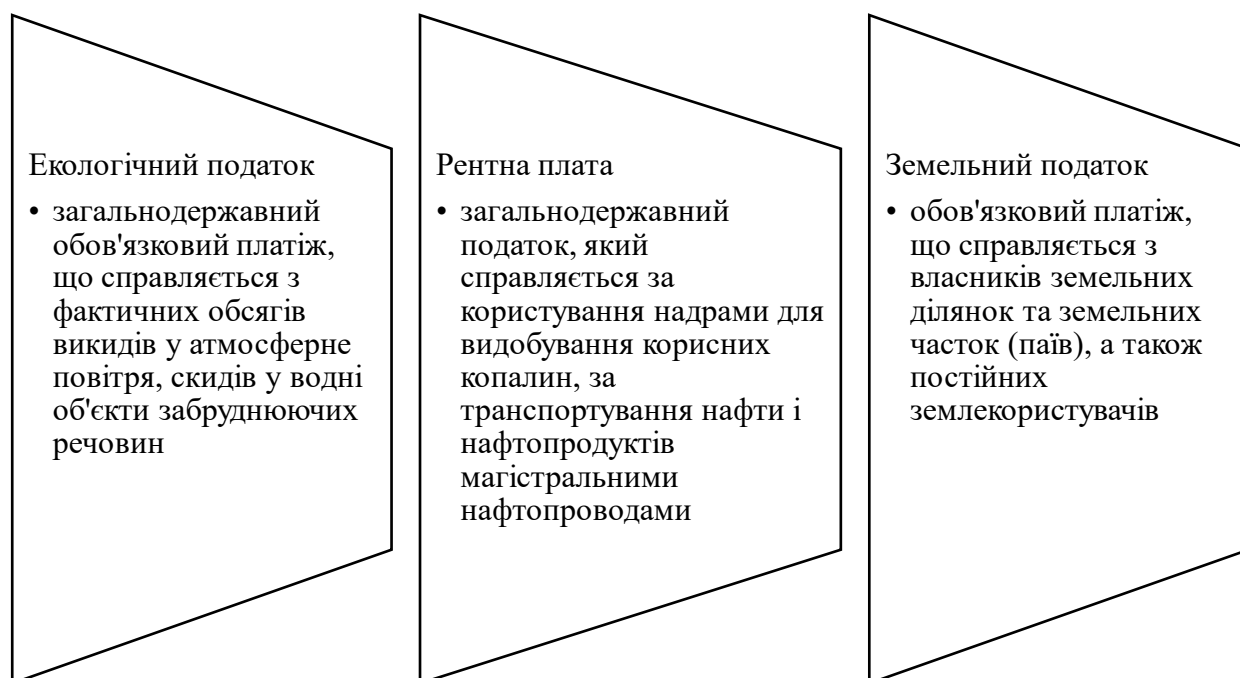 Екологічний податок
• загальнодержавний
обов'язковий платіж,
що справляється з
фактичних обсягів
викидів у атмосферне
повітря, скидів у водні
об'єкти забруднюючих
речовин
Рентна плата
• загальнодержавний
податок, який
справляється за
користування надрами для
видобування корисних
копалин, за
транспортування нафти і
нафтопродуктів
магістральними
нафтопроводами
Земельний податок
• обов'язковий платіж,
що справляється з
власників земельних
ділянок та земельних
часток (паїв), а також
постійних
землекористувачів